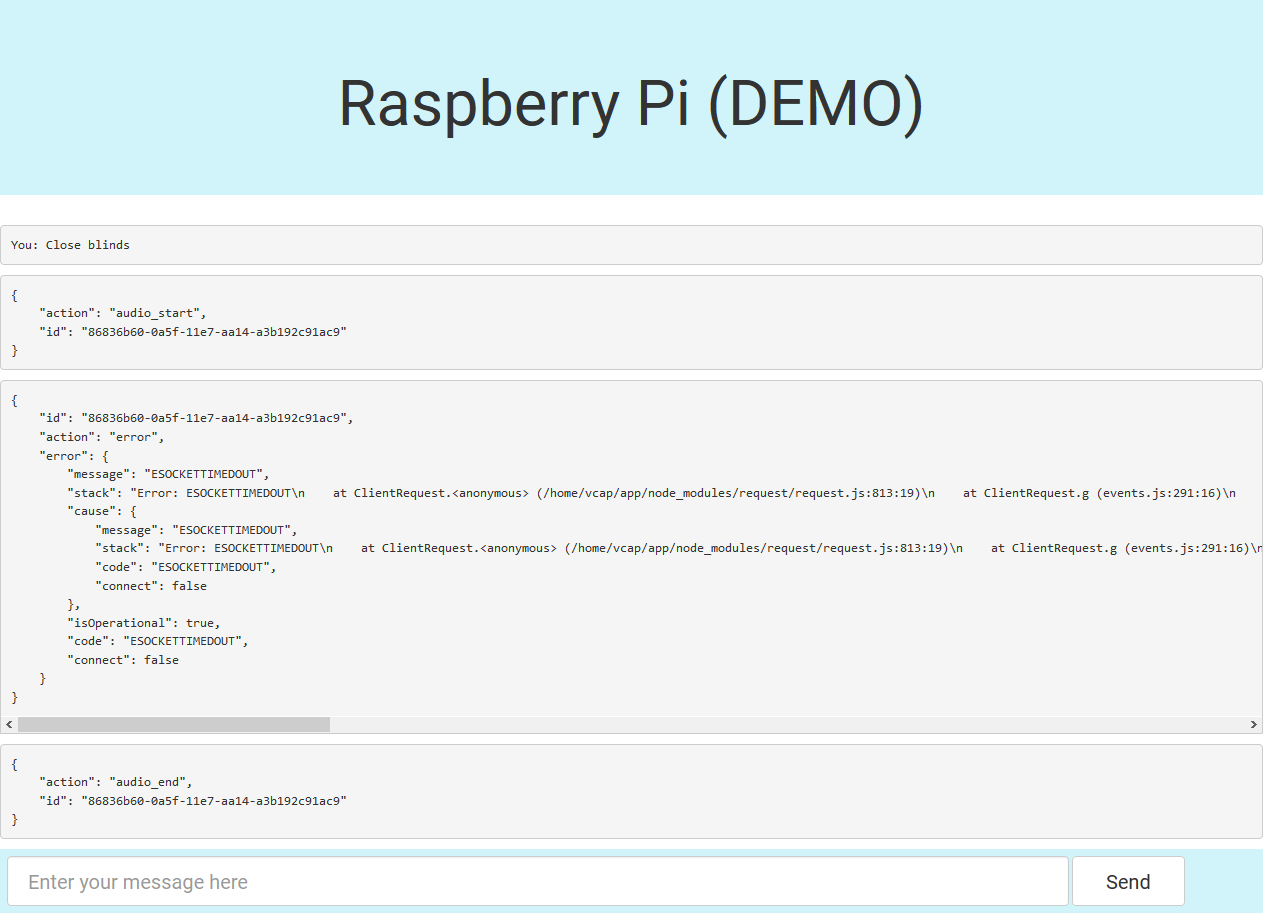 Raspberry Pi (DEMO)
You: Close blinds
{
    "action": "audio_start",
    "id": "86836b60-0a5f-11e7-aa14-a3b192c91ac9"
}
{
    "id": "86836b60-0a5f-11e7-aa14-a3b192c91ac9",
    "action": "error",
    "error": {
        "message": "ESOCKETTIMEDOUT",
        "stack": "Error: ESOCKETTIMEDOUT\n    at ClientRequest.<anonymous> (/home/vcap/app/node_modules/request/request.js:813:19)\n    at ClientRequest.g (events.js:291:16)\n
        "cause": {
            "message": "ESOCKETTIMEDOUT",
            "stack": "Error: ESOCKETTIMEDOUT\n    at ClientRequest.<anonymous> (/home/vcap/app/node_modules/request/request.js:813:19)\n    at ClientRequest.g (events.js:291:16)\n
            "code": "ESOCKETTIMEDOUT",
            "connect": false
        },
        "isOperational": true,
        "code": "ESOCKETTIMEDOUT",
        "connect": false
    }
}
{
    "action": "audio_end",
    "id": "86836b60-0a5f-11e7-aa14-a3b192c91ac9"
}
Enter your message here
Send